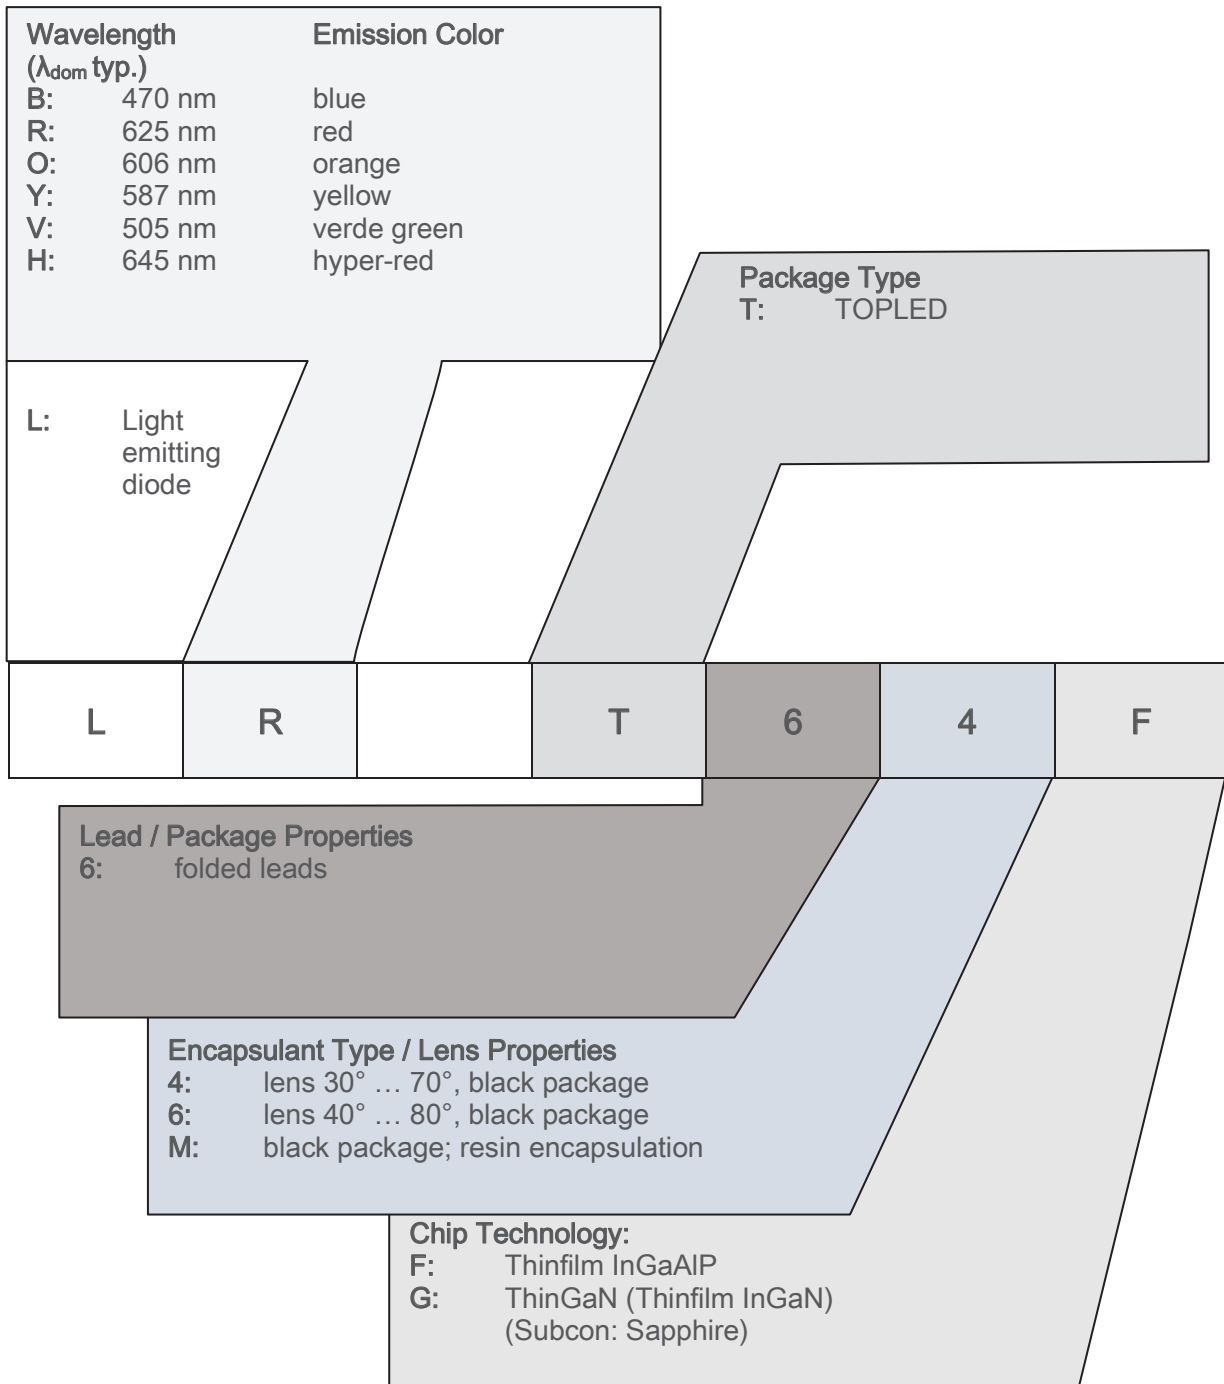 Wavelength Emission Color
(λdom typ.)
B: 470 nm blue
R: 625 nm red
O: 606 nm orange
Y: 587 nm yellow
V: 505 nm verde green
H: 645 nm hyper-red
Package Type
T: TOPLED
L: Light
emitting
diode
L R T 6 4 F
Lead / Package Properties
6: folded leads
Encapsulant Type / Lens Properties
4: lens 30° … 70°, black package
6: lens 40° … 80°, black package
M: black package; resin encapsulation
Chip Technology:
F: Thinfilm InGaAlP
G: ThinGaN (Thinfilm InGaN)
(Subcon: Sapphire)